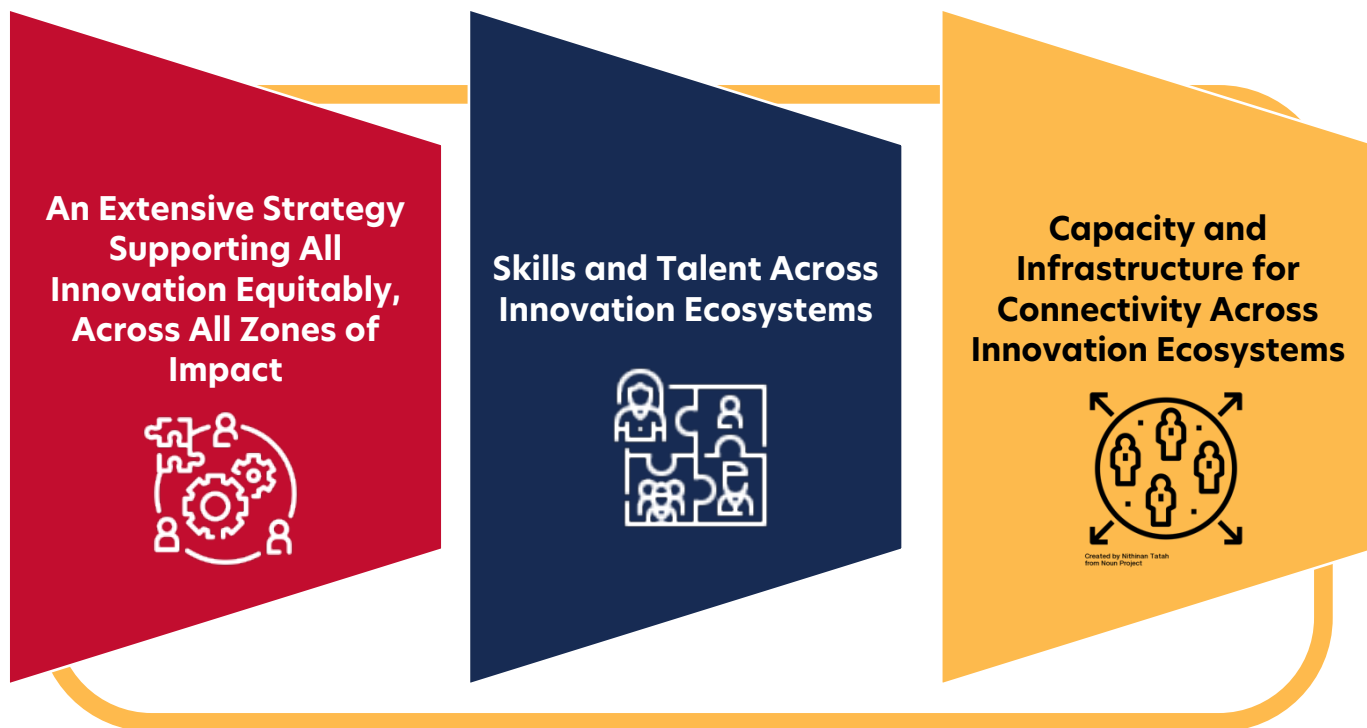 An Extensive Strategy
Supporting All
Innovation Equitably,
Across All Zones of
Impact
Skills and Talent Across
Innovation Ecosystems
Capacity and
Infrastructure for
Connectivity Across
Innovation Ecosystems
Created by Nithinan Tatah
from Noun Project